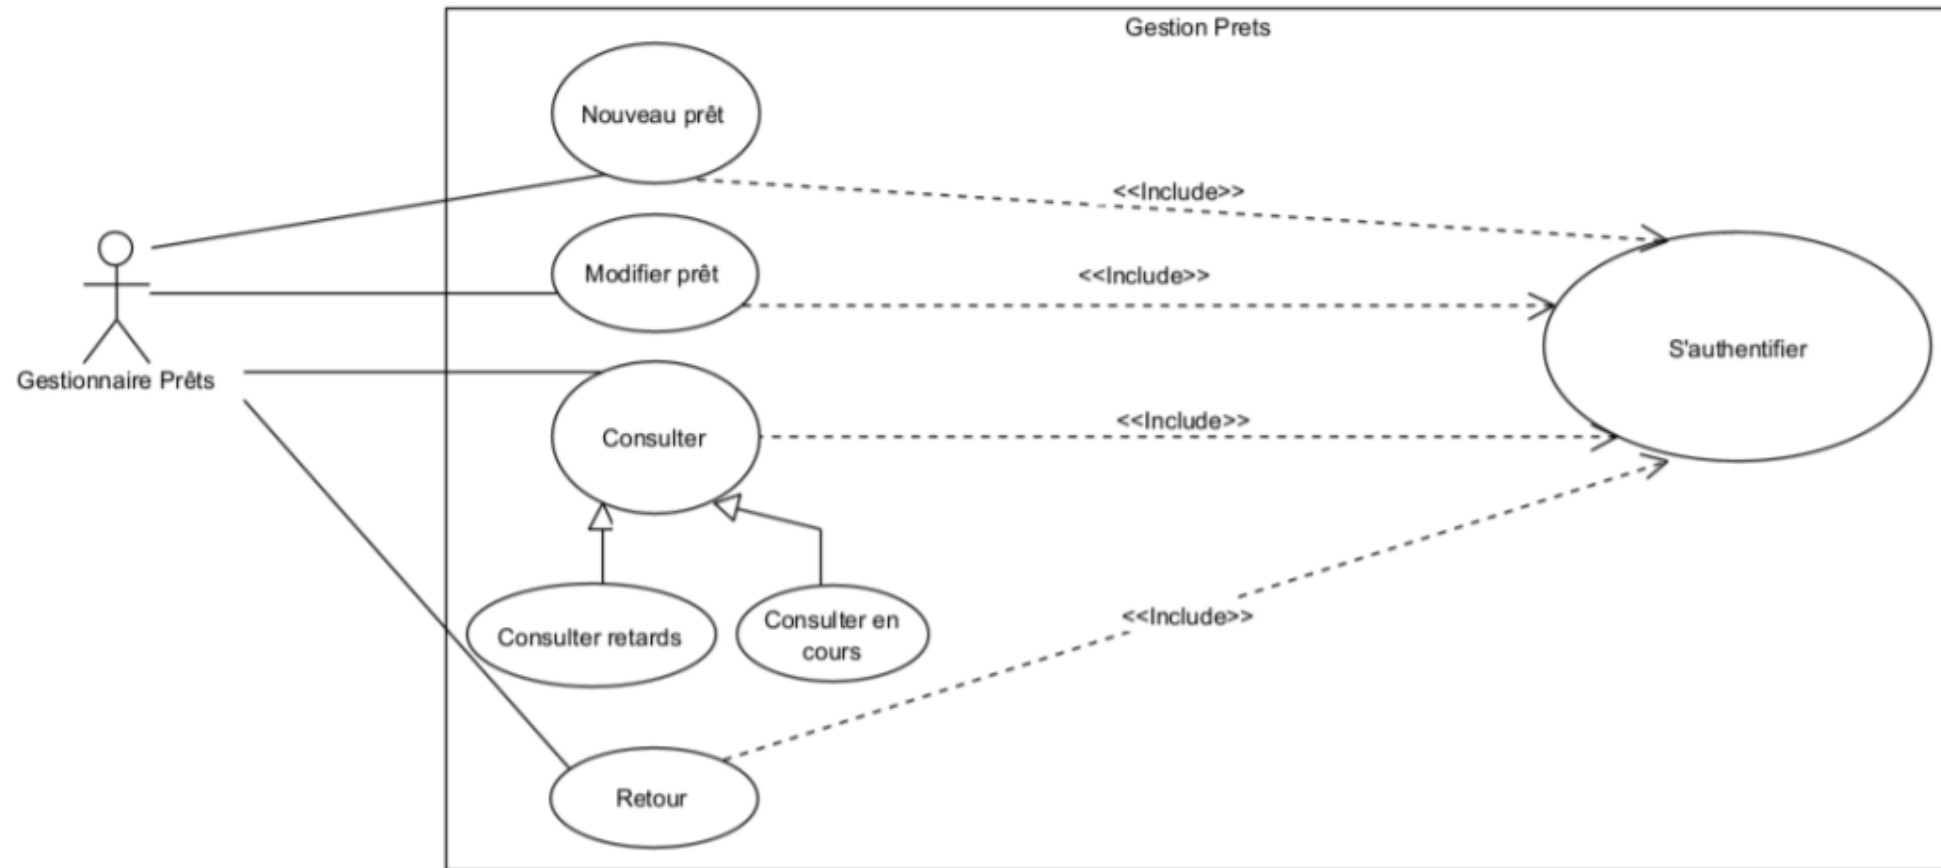 Gestion Prets
Nouveau prêt
<<Include>>
Modifier prêt
<<Include>>
S'authentifier
Gestionnaire Prêts
Consulter
<<Include>>
Consulter retards
Consulter en
cours
<<Include>>
Retour